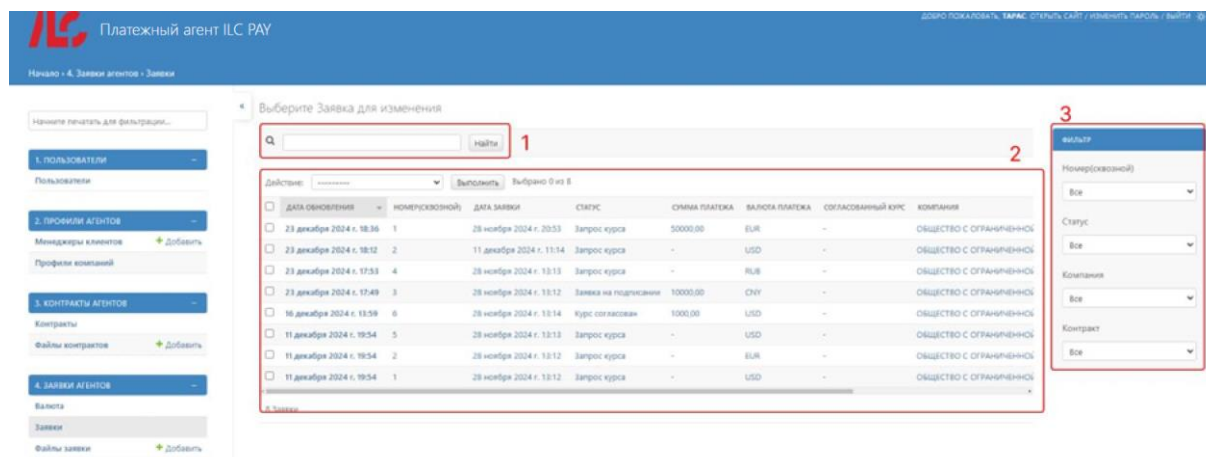 ILC
Платежный агент ILC PAY
ДОБРО ПОЖАЛОВАТЬ, ТАРАС. ОТКРЫТЬ САЙТ / ИЗМЕНИТЬ ПАРОЛЬ / ВЫЙТИ
Начало › 4. Заявки агентов › Заявки
Начните печатать для фильтрации...
1. ПОЛЬЗОВАТЕЛИ
Пользователи
2. ПРОФИЛИ АГЕНТОВ
Менеджеры клиентов + Добавить
Профили компаний
3. КОНТРАКТЫ АГЕНТОВ
Контракты
Файлы контрактов + Добавить
4. ЗАЯВКИ АГЕНТОВ
Валюта
Заявки
Файлы заявки + Добавить
«
Выберите Заявка для изменения
Найти
1
2
Действие: ---------- Выполнить Выбрано 0 из 8
ДАТА ОБНОВЛЕНИЯ НОМЕР(СКВОЗНОЙ) ДАТА ЗАЯВКИ СТАТУС СУММА ПЛАТЕЖА ВАЛЮТА ПЛАТЕЖА СОГЛАСОВАННЫЙ КУРС КОМПАНИЯ
23 декабря 2024 г. 18:36 1 28 ноября 2024 г. 20:53 Запрос курса 50000,00 EUR - ОБЩЕСТВО С ОГРАНИЧЕННОЙ
23 декабря 2024 г. 18:12 2 11 декабря 2024 г. 11:14 Запрос курса - USD - ОБЩЕСТВО С ОГРАНИЧЕННОЙ
23 декабря 2024 г. 17:53 4 28 ноября 2024 г. 13:13 Запрос курса - RUB - ОБЩЕСТВО С ОГРАНИЧЕННОЙ
23 декабря 2024 г. 17:49 3 28 ноября 2024 г. 13:12 Заявка на подписании 10000,00 CNY - ОБЩЕСТВО С ОГРАНИЧЕННОЙ
16 декабря 2024 г. 13:59 6 28 ноября 2024 г. 13:14 Курс согласован 1000,00 USD - ОБЩЕСТВО С ОГРАНИЧЕННОЙ
11 декабря 2024 г. 19:54 5 28 ноября 2024 г. 13:13 Запрос курса - USD - ОБЩЕСТВО С ОГРАНИЧЕННОЙ
11 декабря 2024 г. 19:54 2 28 ноября 2024 г. 13:12 Запрос курса - EUR - ОБЩЕСТВО С ОГРАНИЧЕННОЙ
11 декабря 2024 г. 19:54 1 28 ноября 2024 г. 13:12 Запрос курса - USD - ОБЩЕСТВО С ОГРАНИЧЕННОЙ
8 Заявки
3
ФИЛЬТР
Номер(сквозной)
Все
Статус
Все
Компания
Все
Контракт
Все